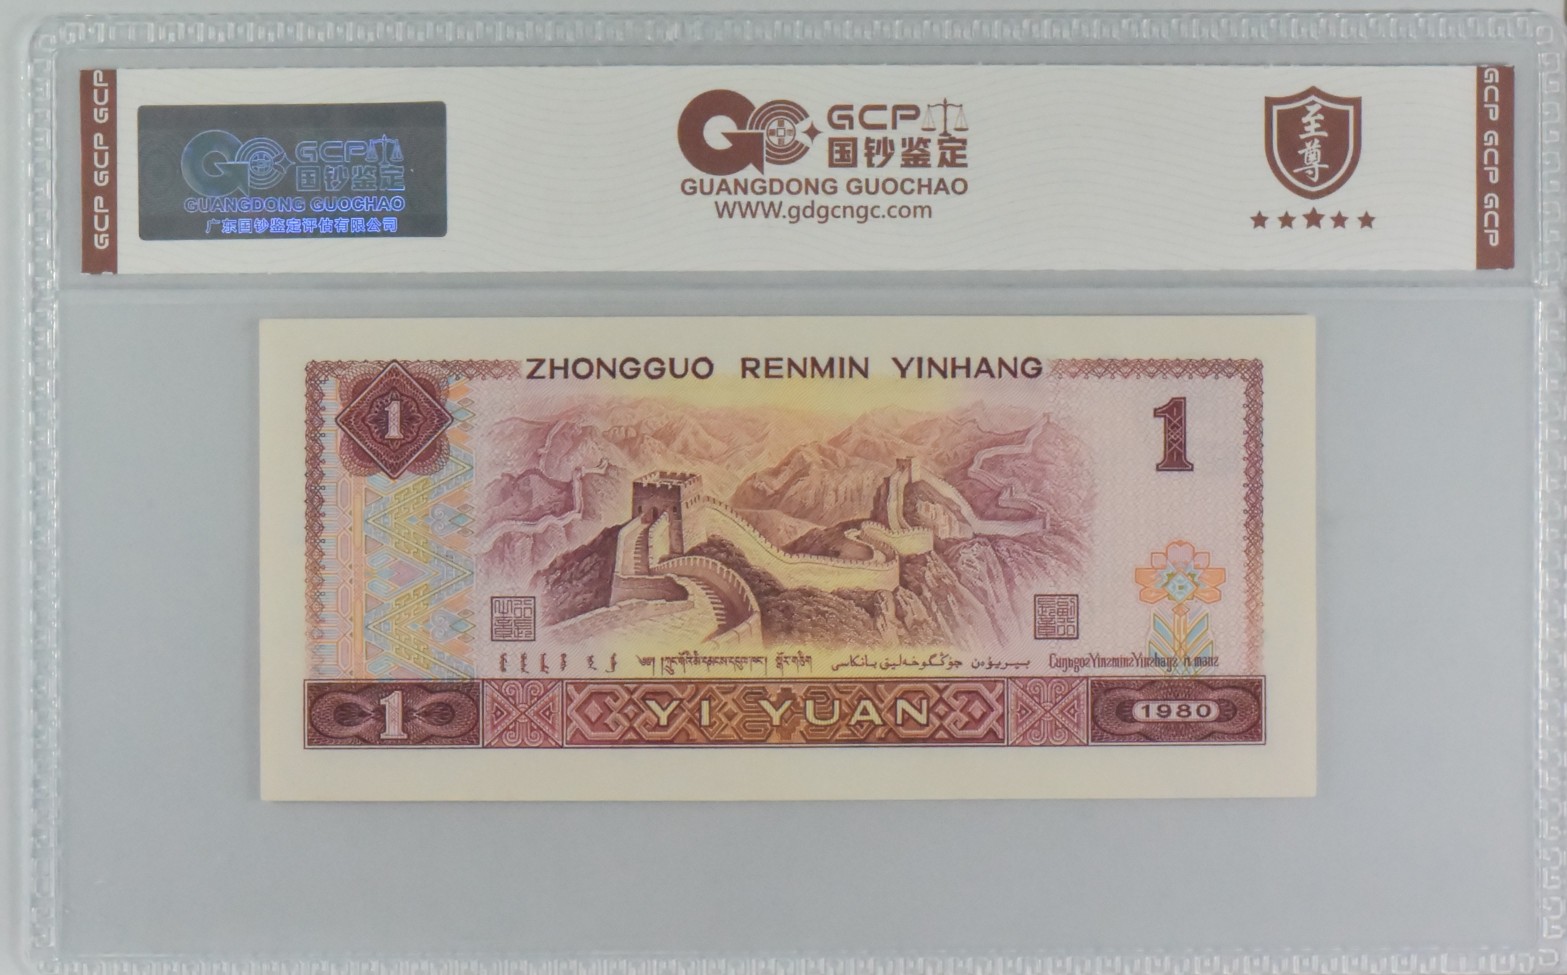 GCP GCP GCP
GCP 国钞鉴定
GUANGDONG GUOCHAO
广东国钞鉴定评估有限公司
GCP
国钞鉴定
GUANGDONG GUOCHAO
WWW.gdgcngc.com
至尊
GCP GCP GCP
ZHONGGUO RENMIN YINHANG
1
1
YI YUAN
1
1980